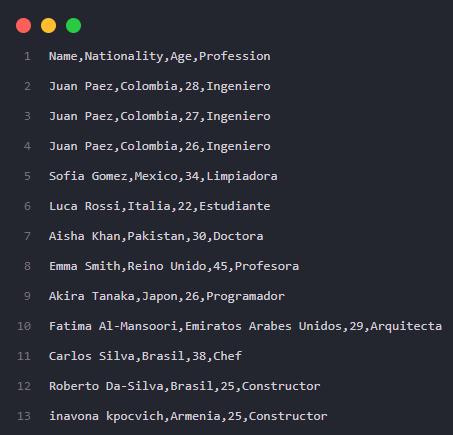 1 Name,Nationality,Age,Profession
2 Juan Paez,Colombia,28,Ingeniero
3 Juan Paez,Colombia,27,Ingeniero
4 Juan Paez,Colombia,26,Ingeniero
5 Sofia Gomez,Mexico,34,Limpiadora
6 Luca Rossi,Italia,22,Estudiante
7 Aisha Khan,Pakistan,30,Doctora
8 Emma Smith,Reino Unido,45,Profesora
9 Akira Tanaka,Japon,26,Programador
10 Fatima Al-Mansoori,Emiratos Arabes Unidos,29,Arquitecta
11 Carlos Silva,Brasil,38,Chef
12 Roberto Da-Silva,Brasil,25,Constructor
13 inavona kpocvich,Armenia,25,Constructor